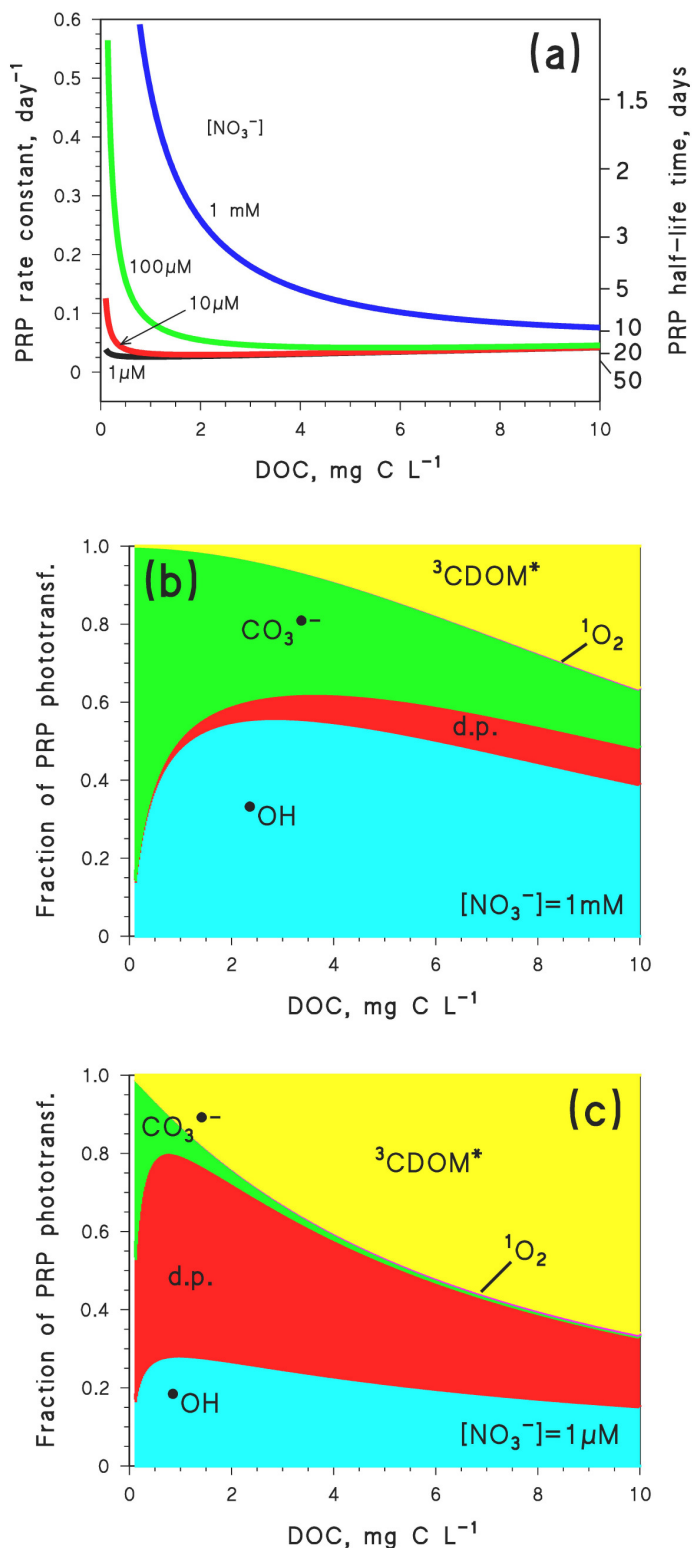 (a)
PRP rate constant, day⁻¹
0.6
0.5
0.4
0.3
0.2
0.1
0
[NO₃⁻]
1 mM
100μM
10μM
1μM
1.5
2
3
5
10
20
50
PRP half-life time, days
0 2 4 6 8 10
DOC, mg C L⁻¹
(b)
Fraction of PRP phototransf.
1.0
0.8
0.6
0.4
0.2
0
³CDOM*
CO₃●⁻
¹O₂
d.p.
●OH
[NO₃⁻]=1mM
0 2 4 6 8 10
DOC, mg C L⁻¹
(c)
Fraction of PRP phototransf.
1.0
0.8
0.6
0.4
0.2
0
CO₃●⁻
³CDOM*
¹O₂
d.p.
●OH
[NO₃⁻]=1μM
0 2 4 6 8 10
DOC, mg C L⁻¹